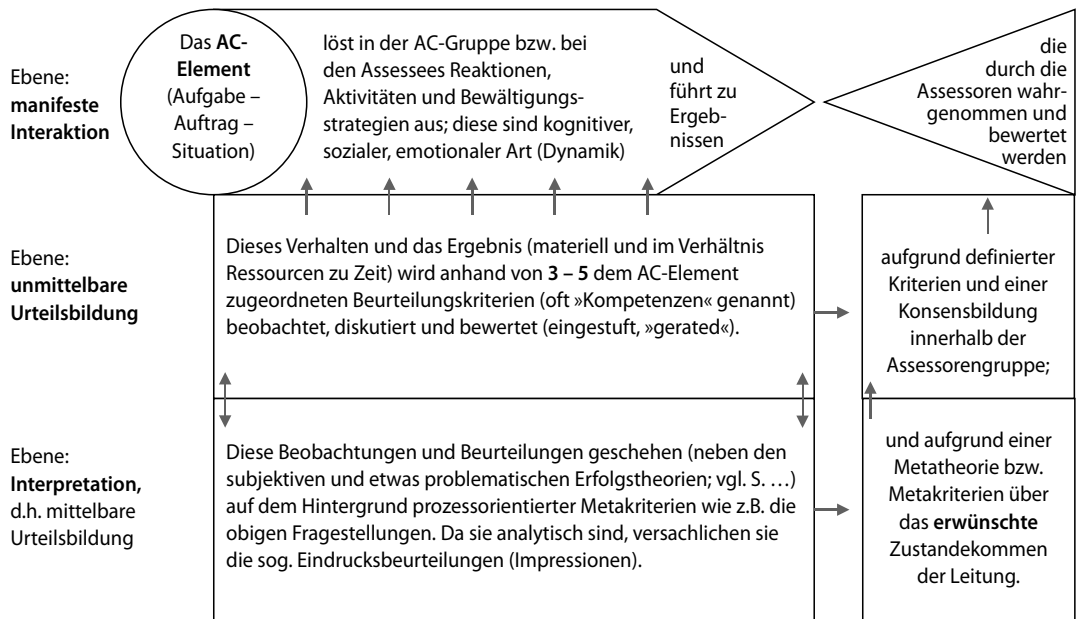 Ebene:
manifeste
Interaktion
Das AC-
Element
(Aufgabe –
Auftrag –
Situation)
löst in der AC-Gruppe bzw. bei
den Assessees Reaktionen,
Aktivitäten und Bewältigungs-
strategien aus; diese sind kognitiver,
sozialer, emotionaler Art (Dynamik)
und
führt zu
Ergeb-
nissen
die
durch die
Assessoren wahr-
genommen und
bewertet
werden
Ebene:
unmittelbare
Urteilsbildung
Dieses Verhalten und das Ergebnis (materiell und im Verhältnis
Ressourcen zu Zeit) wird anhand von 3 – 5 dem AC-Element
zugeordneten Beurteilungskriterien (oft »Kompetenzen« genannt)
beobachtet, diskutiert und bewertet (eingestuft, »gerated«).
aufgrund definierter
Kriterien und einer
Konsensbildung
innerhalb der
Assessorengruppe;
Ebene:
Interpretation,
d.h. mittelbare
Urteilsbildung
Diese Beobachtungen und Beurteilungen geschehen (neben den
subjektiven und etwas problematischen Erfolgstheorien; vgl. S. …)
auf dem Hintergrund prozessorientierter Metakriterien wie z.B. die
obigen Fragestellungen. Da sie analytisch sind, versachlichen sie
die sog. Eindrucksbeurteilungen (Impressionen).
und aufgrund einer
Metatheorie bzw.
Metakriterien über
das erwünschte
Zustandekommen
der Leitung.